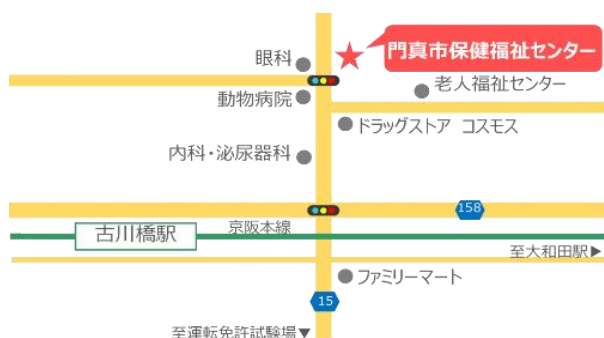 眼科
門真市保健福祉センター
老人福祉センター
動物病院
ドラッグストア コスモス
内科・泌尿器科
158
古川橋駅
京阪本線
至大和田駅▶
ファミリーマート
15
至運転免許試験場▼